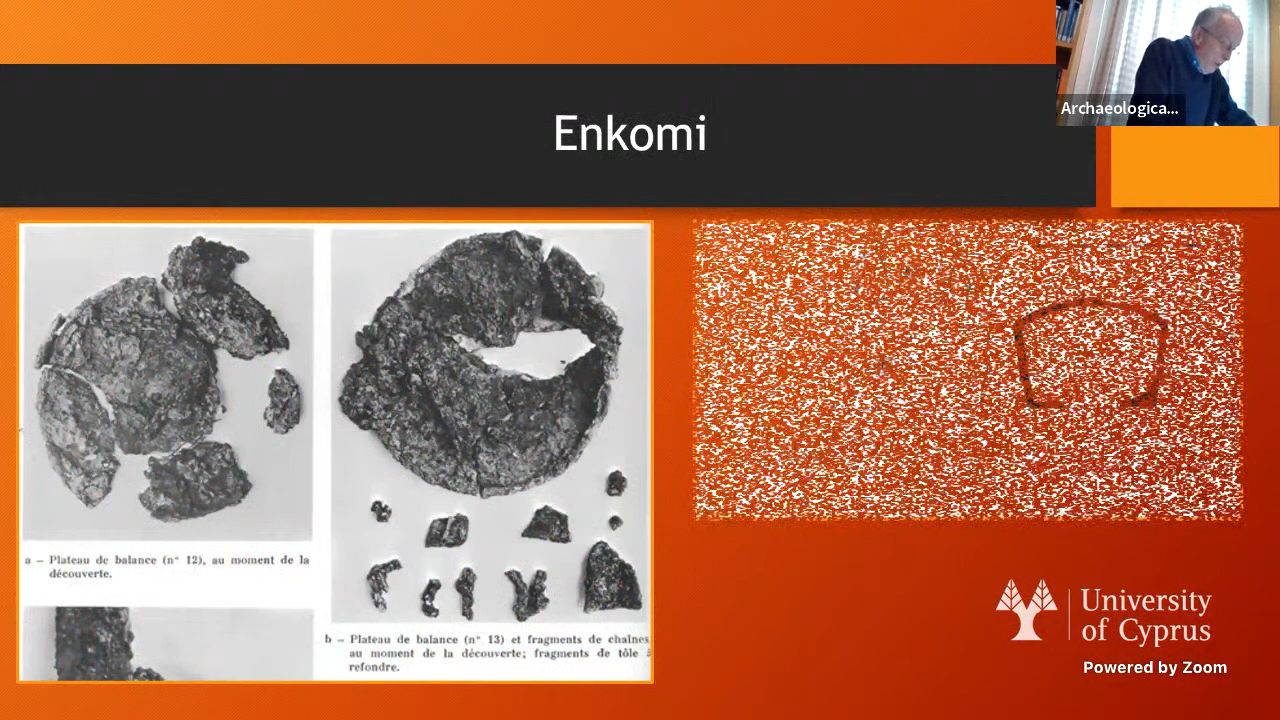 Archaeologica...
Enkomi
a – Plateau de balance (n° 12), au moment de la
découverte.
b – Plateau de balance (n° 13) et fragments de chaînes,
au moment de la découverte; fragments de tôle à
refondre.
University
of Cyprus
Powered by Zoom